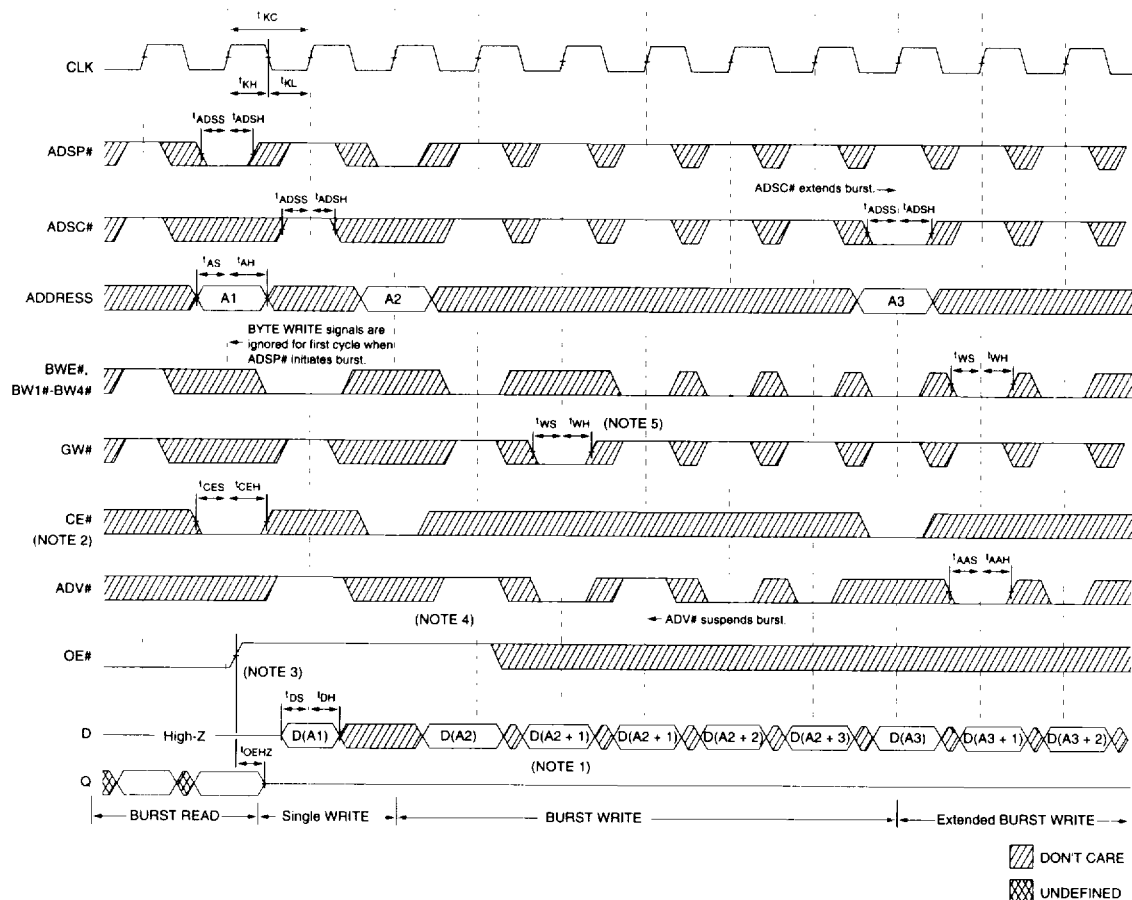 tKC
CLK
tKH
tKL
tADSS
tADSH
ADSP#
ADSC# extends burst.
tADSS
tADSH
tADSS
tADSH
ADSC#
tAS
tAH
ADDRESS
A1
A2
A3
BYTE WRITE signals are
ignored for first cycle when
ADSP# initiates burst.
BWE#,
BW1#-BW4#
tWS
tWH
tWS
tWH
(NOTE 5)
GW#
tCES
tCEH
CE#
(NOTE 2)
tAAS
tAAH
ADV#
(NOTE 4)
ADV# suspends burst.
OE#
(NOTE 3)
tDS
tDH
D
High-Z
D(A1)
D(A2)
D(A2 + 1)
D(A2 + 1)
D(A2 + 2)
D(A2 + 3)
D(A3)
D(A3 + 1)
D(A3 + 2)
tOEHZ
(NOTE 1)
Q
BURST READ
Single WRITE
BURST WRITE
Extended BURST WRITE
DON'T CARE
UNDEFINED